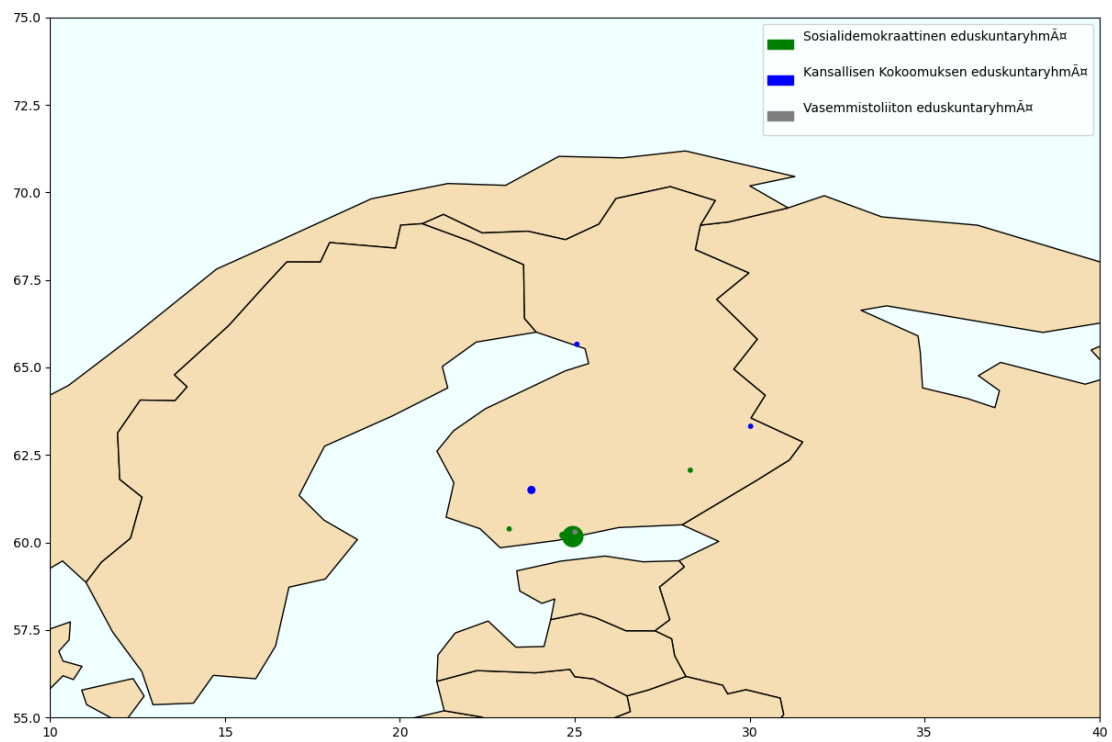 75.0
72.5
70.0
67.5
65.0
62.5
60.0
57.5
55.0
Sosialidemokraattinen eduskuntaryhmÃ¤
Kansallisen Kokoomuksen eduskuntaryhmÃ¤
Vasemmistoliiton eduskuntaryhmÃ¤
10 15 20 25 30 35 40